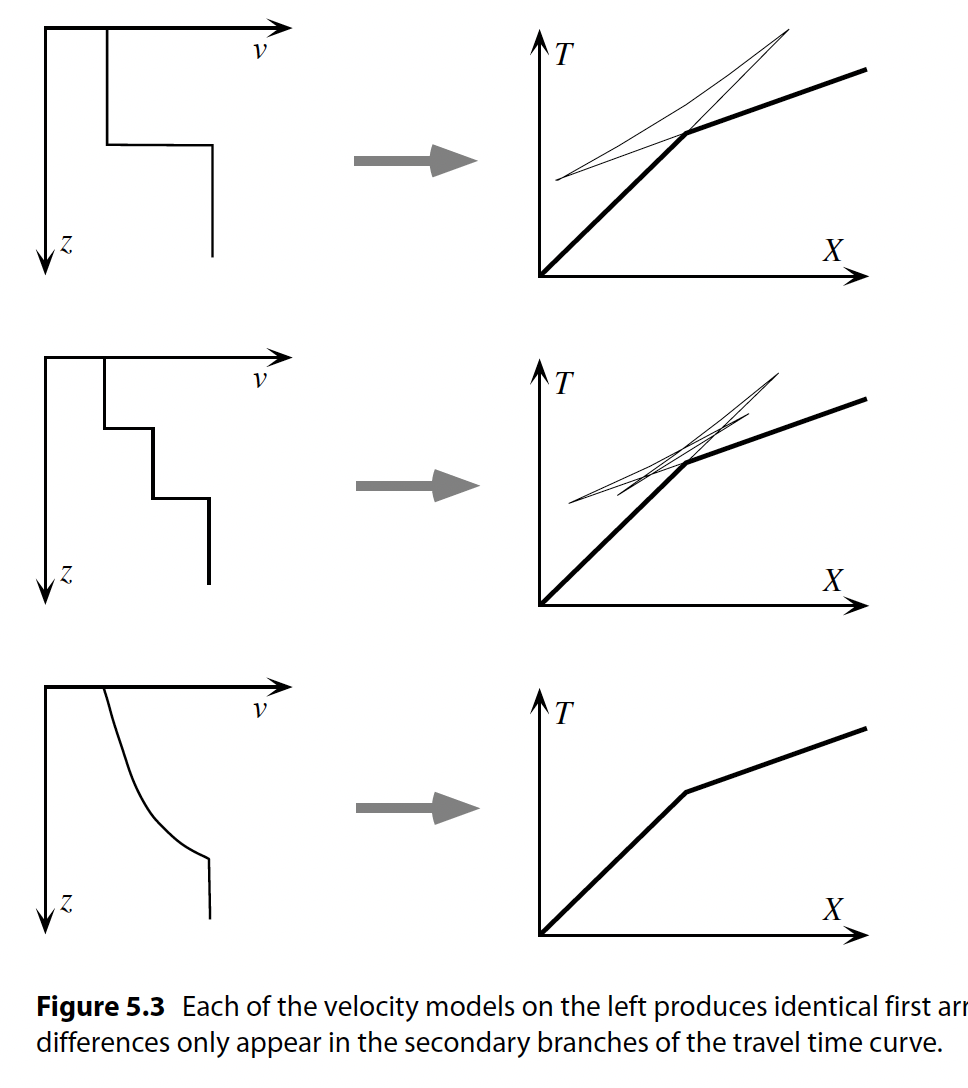 v
T
z
X
v
T
z
X
v
T
z
X
Figure 5.3 Each of the velocity models on the left produces identical first
differences only appear in the secondary branches of the travel time curve.